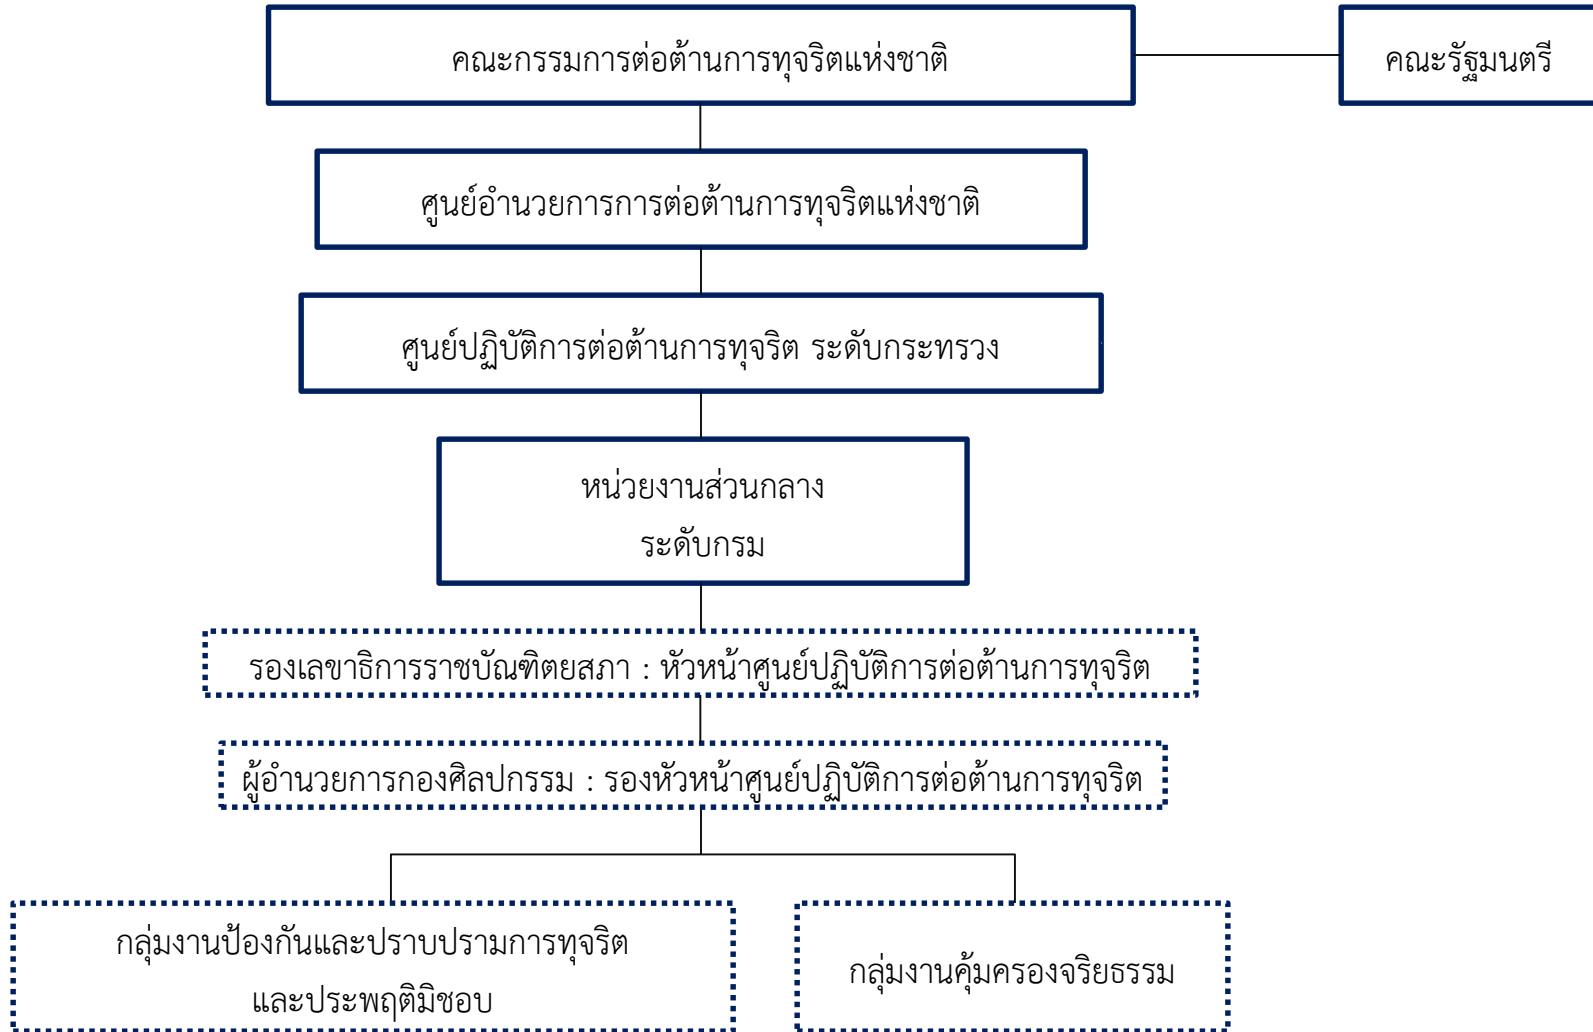 คณะกรรมการต่อต้านการทุจริตแห่งชาติ
คณะรัฐมนตรี
ศูนย์อำนวยการการต่อต้านการทุจริตแห่งชาติ
ศูนย์ปฏิบัติการต่อต้านการทุจริต ระดับกระทรวง
หน่วยงานส่วนกลาง
ระดับกรม
รองเลขาธิการราชบัณฑิตยสภา : หัวหน้าศูนย์ปฏิบัติการต่อต้านการทุจริต
ผู้อำนวยการกองศิลปกรรม : รองหัวหน้าศูนย์ปฏิบัติการต่อต้านการทุจริต
กลุ่มงานป้องกันและปราบปรามการทุจริต
และประพฤติมิชอบ
กลุ่มงานคุ้มครองจริยธรรม